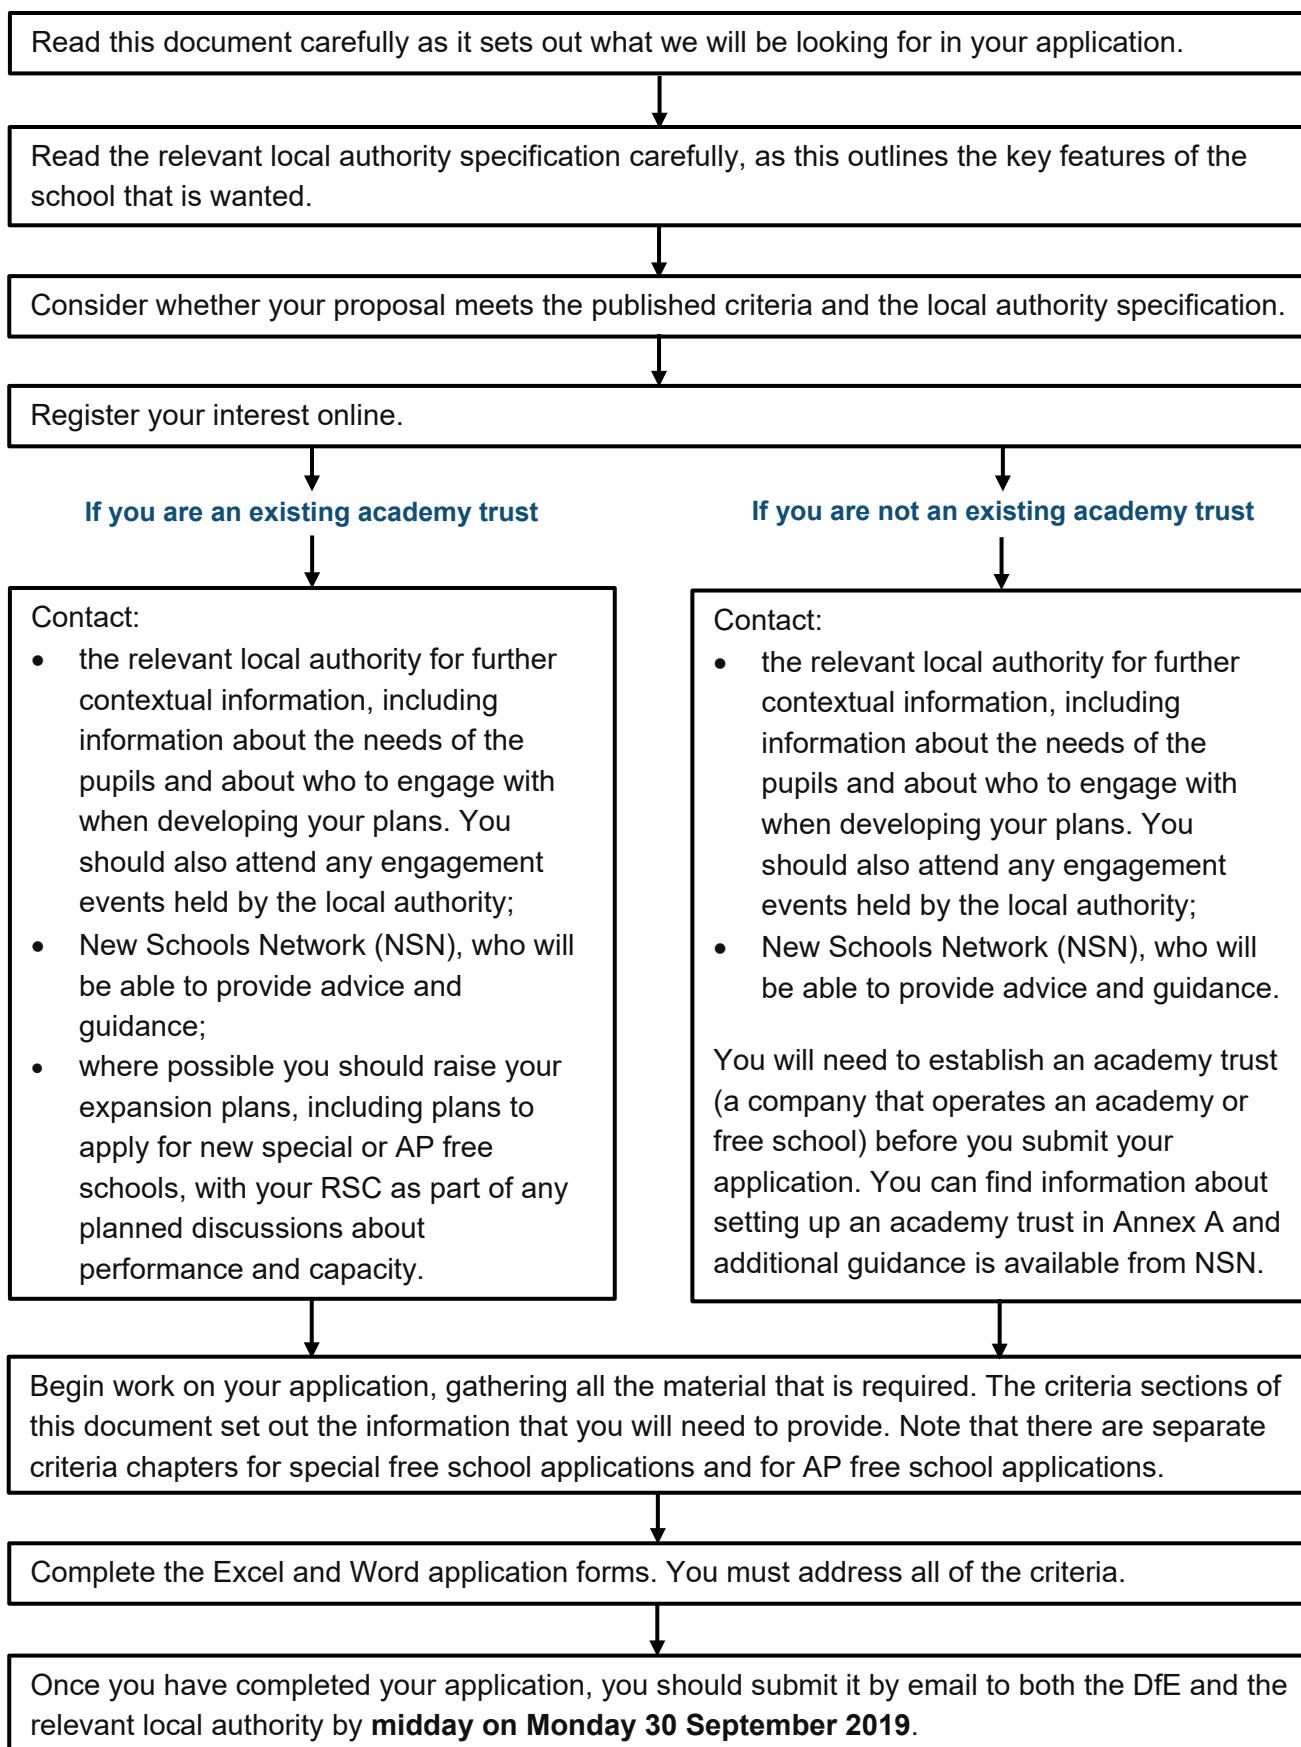 Read this document carefully as it sets out what we will be looking for in your application.
Read the relevant local authority specification carefully, as this outlines the key features of the
school that is wanted.
Consider whether your proposal meets the published criteria and the local authority specification.
Register your interest online.
If you are an existing academy trust
Contact:
• the relevant local authority for further
contextual information, including
information about the needs of the
pupils and about who to engage with
when developing your plans. You
should also attend any engagement
events held by the local authority;
• New Schools Network (NSN), who will
be able to provide advice and
guidance;
• where possible you should raise your
expansion plans, including plans to
apply for new special or AP free
schools, with your RSC as part of any
planned discussions about
performance and capacity.
If you are not an existing academy trust
Contact:
• the relevant local authority for further
contextual information, including
information about the needs of the
pupils and about who to engage with
when developing your plans. You
should also attend any engagement
events held by the local authority;
• New Schools Network (NSN), who will
be able to provide advice and guidance.
You will need to establish an academy trust
(a company that operates an academy or
free school) before you submit your
application. You can find information about
setting up an academy trust in Annex A and
additional guidance is available from NSN.
Begin work on your application, gathering all the material that is required. The criteria sections of
this document set out the information that you will need to provide. Note that there are separate
criteria chapters for special free school applications and for AP free school applications.
Complete the Excel and Word application forms. You must address all of the criteria.
Once you have completed your application, you should submit it by email to both the DfE and the
relevant local authority by midday on Monday 30 September 2019.